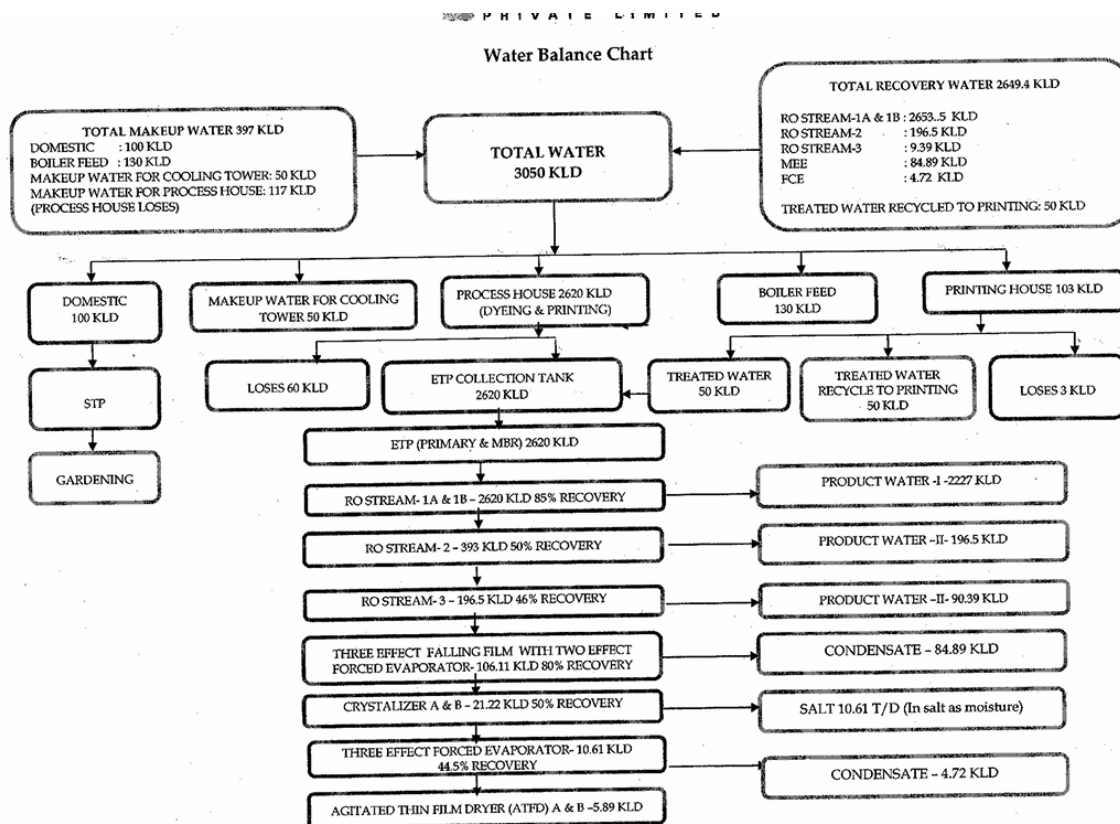 PRIVATE LIMITED
Water Balance Chart
TOTAL MAKEUP WATER 397 KLD
DOMESTIC : 100 KLD
BOILER FEED : 130 KLD
MAKEUP WATER FOR COOLING TOWER: 50 KLD
MAKEUP WATER FOR PROCESS HOUSE: 117 KLD
(PROCESS HOUSE LOSES)
TOTAL WATER
3050 KLD
TOTAL RECOVERY WATER 2649.4 KLD
RO STREAM-1A & 1B : 2653..5 KLD
RO STREAM-2 : 196.5 KLD
RO STREAM-3 : 9.39 KLD
MEE : 84.89 KLD
FCE : 4.72 KLD
TREATED WATER RECYCLED TO PRINTING: 50 KLD
DOMESTIC
100 KLD
MAKEUP WATER FOR COOLING
TOWER 50 KLD
PROCESS HOUSE 2620 KLD
(DYEING & PRINTING)
BOILER FEED
130 KLD
PRINTING HOUSE 103 KLD
STP
GARDENING
LOSES 60 KLD
ETP COLLECTION TANK
2620 KLD
TREATED WATER
50 KLD
TREATED WATER
RECYCLE TO PRINTING
50 KLD
LOSES 3 KLD
ETP (PRIMARY & MBR) 2620 KLD
RO STREAM- 1A & 1B – 2620 KLD 85% RECOVERY
PRODUCT WATER -I -2227 KLD
RO STREAM- 2 – 393 KLD 50% RECOVERY
PRODUCT WATER –II- 196.5 KLD
RO STREAM- 3 – 196.5 KLD 46% RECOVERY
PRODUCT WATER –II- 90.39 KLD
THREE EFFECT FALLING FILM WITH TWO EFFECT
FORCED EVAPORATOR- 106.11 KLD 80% RECOVERY
CONDENSATE – 84.89 KLD
CRYSTALIZER A & B – 21.22 KLD 50% RECOVERY
SALT 10.61 T/D (In salt as moisture)
THREE EFFECT FORCED EVAPORATOR- 10.61 KLD
44.5% RECOVERY
CONDENSATE – 4.72 KLD
AGITATED THIN FILM DRYER (ATFD) A & B –5.89 KLD